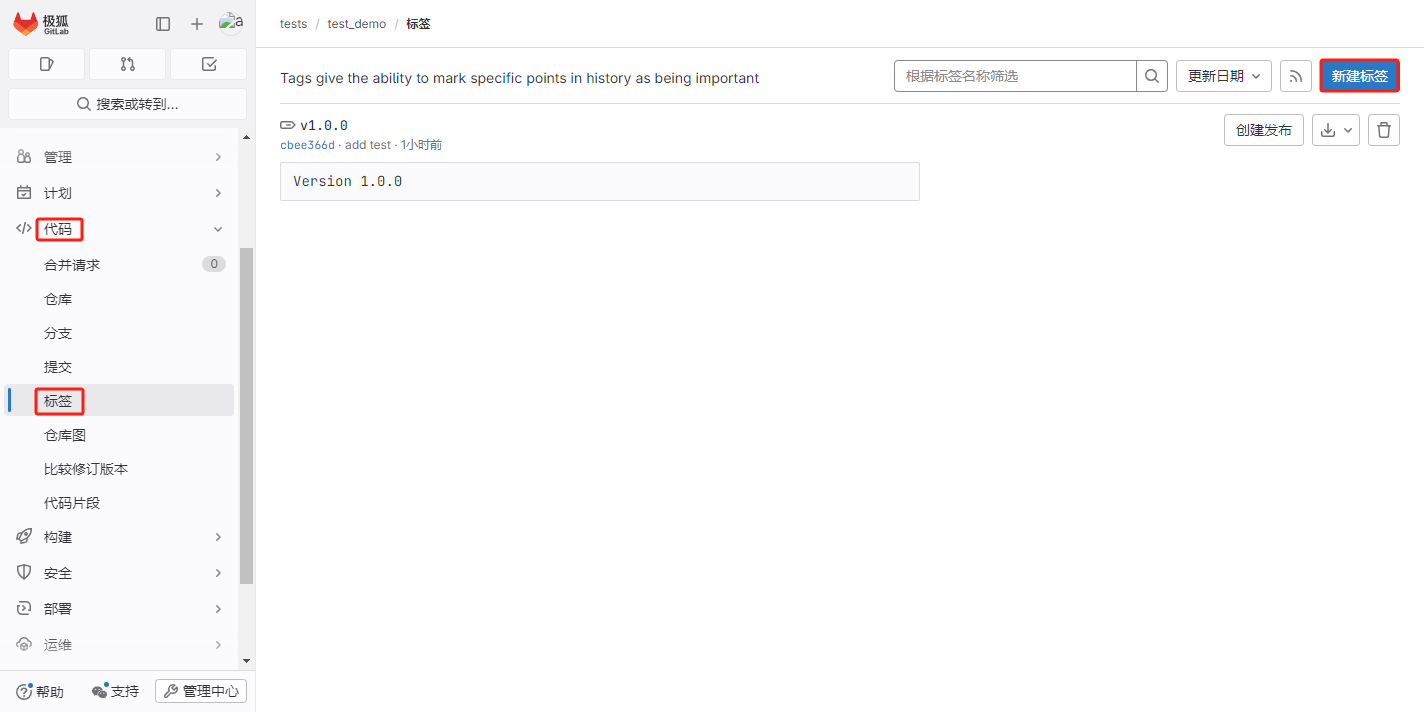 极狐
GitLab
a
搜索或转到...
管理
计划
代码
合并请求 0
仓库
分支
提交
标签
仓库图
比较修订版本
代码片段
构建
安全
部署
运维
帮助 支持 管理中心
tests / test_demo / 标签
Tags give the ability to mark specific points in history as being important
根据标签名称筛选 更新日期 新建标签
v1.0.0
cbee366d · add test · 1小时前
创建发布
Version 1.0.0